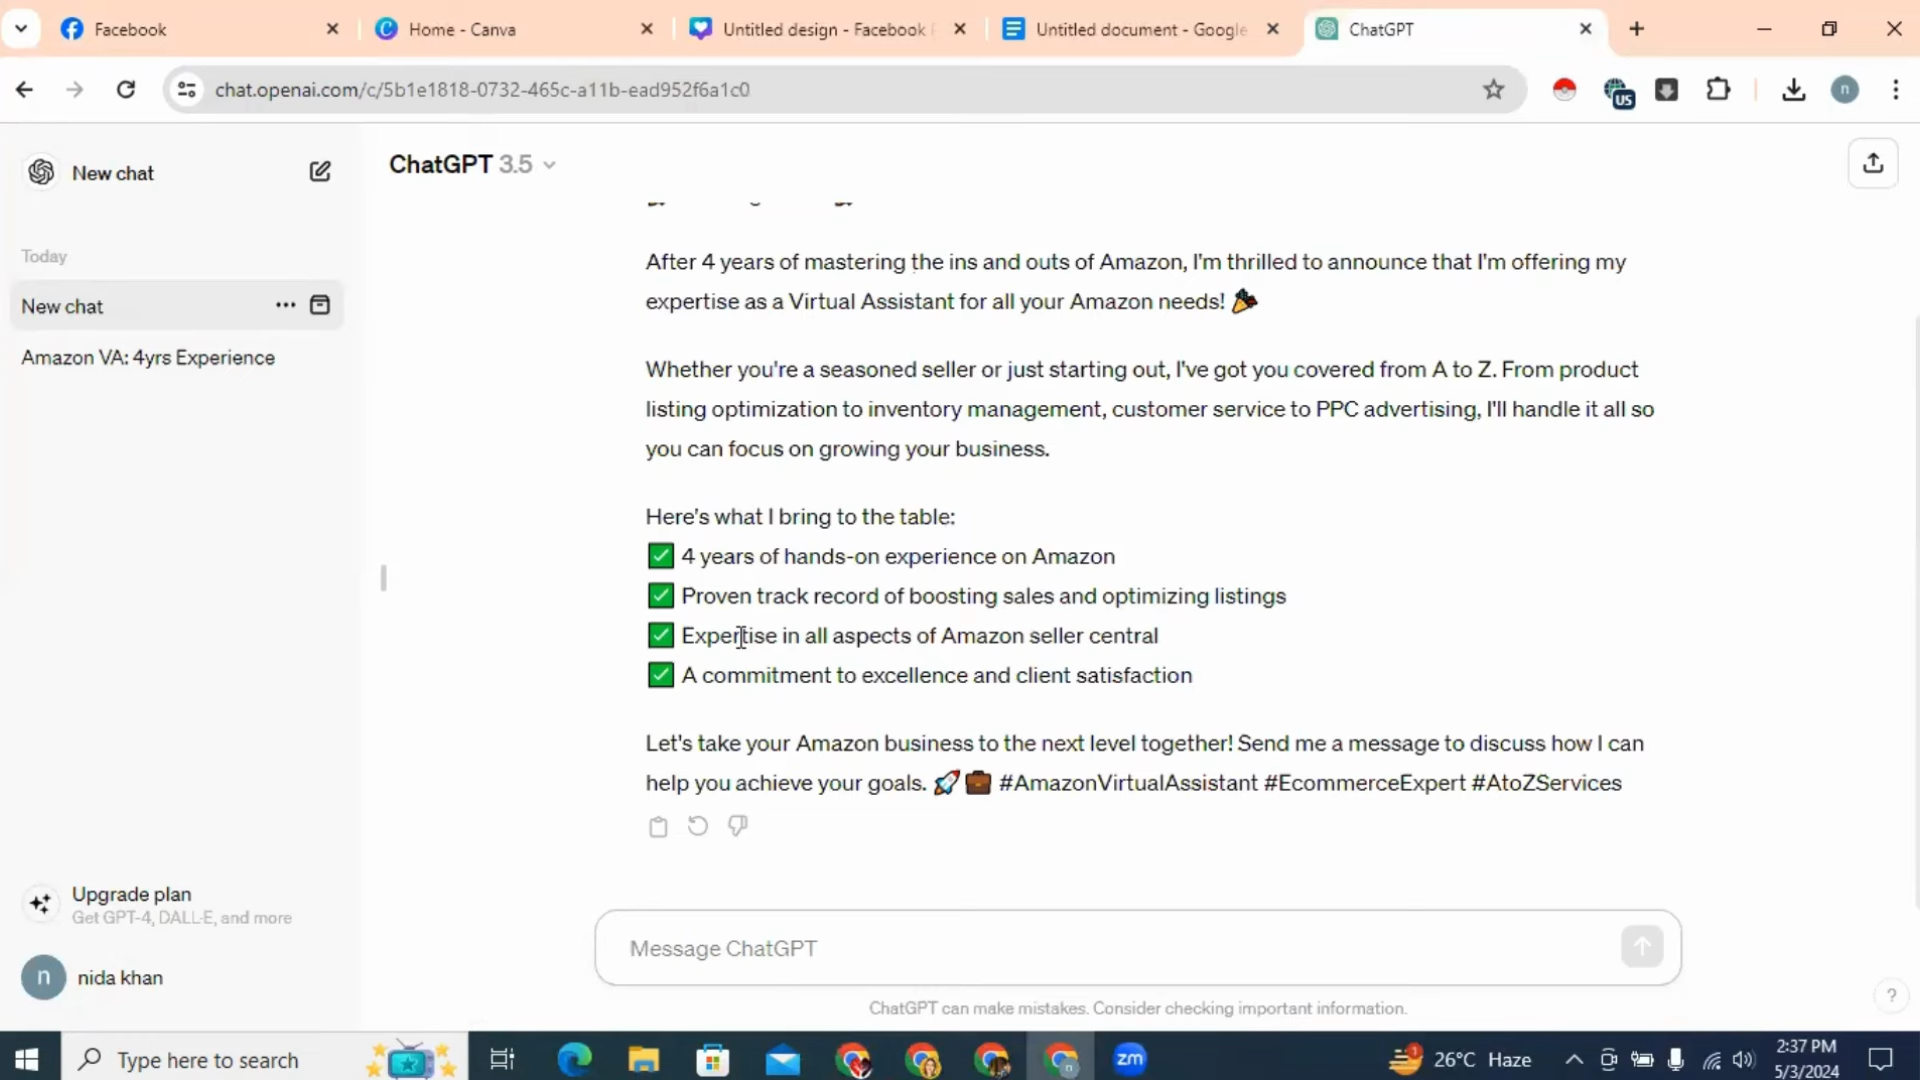 Facebook
Home - Canva
Untitled design - Facebook
Untitled document - Google
ChatGPT
chat.openai.com/c/5b1e1818-0732-465c-a11b-ead952f6a1c0
US
n
New chat
ChatGPT 3.5
Today
New chat
Amazon VA: 4yrs Experience
After 4 years of mastering the ins and outs of Amazon, I'm thrilled to announce that I'm offering my
expertise as a Virtual Assistant for all your Amazon needs! 🎉
Whether you're a seasoned seller or just starting out, I've got you covered from A to Z. From product
listing optimization to inventory management, customer service to PPC advertising, I'll handle it all so
you can focus on growing your business.
Here's what I bring to the table:
✅ 4 years of hands-on experience on Amazon
✅ Proven track record of boosting sales and optimizing listings
✅ Expertise in all aspects of Amazon seller central
✅ A commitment to excellence and client satisfaction
Let's take your Amazon business to the next level together! Send me a message to discuss how I can
help you achieve your goals. 🚀💼 #AmazonVirtualAssistant #EcommerceExpert #AtoZServices
Upgrade plan
Get GPT-4, DALL·E, and more
n
nida khan
Message ChatGPT
ChatGPT can make mistakes. Consider checking important information.
?
Type here to search
n
zm
1
26°C Haze
2:37 PM
5/3/2024